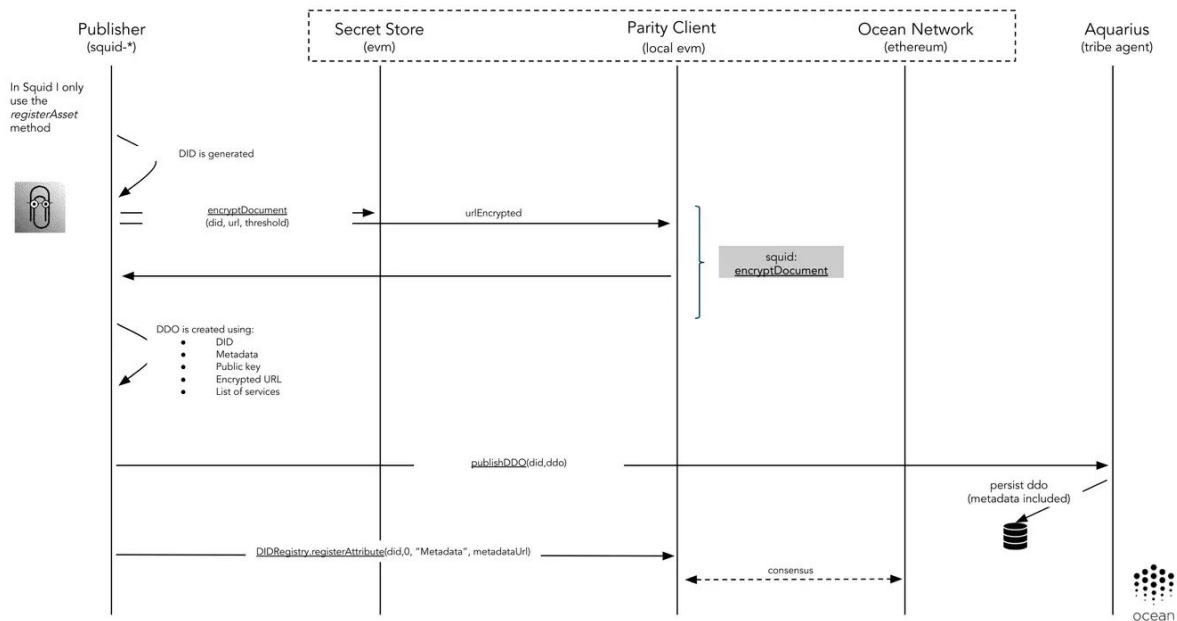 Publisher
(squid-*)
Secret Store
(evm)
Parity Client
(local evm)
Ocean Network
(ethereum)
Aquarius
(tribe agent)
In Squid I only
use the
registerAsset
method
DID is generated
encryptDocument
(did, url, threshold)
urlEncrypted
squid:
encryptDocument
DDO is created using:
● DID
● Metadata
● Public key
● Encrypted URL
● List of services
publishDDO(did,ddo)
persist ddo
(metadata included)
DIDRegistry.registerAttribute(did,0, "Metadata", metadataUrl)
consensus
ocean